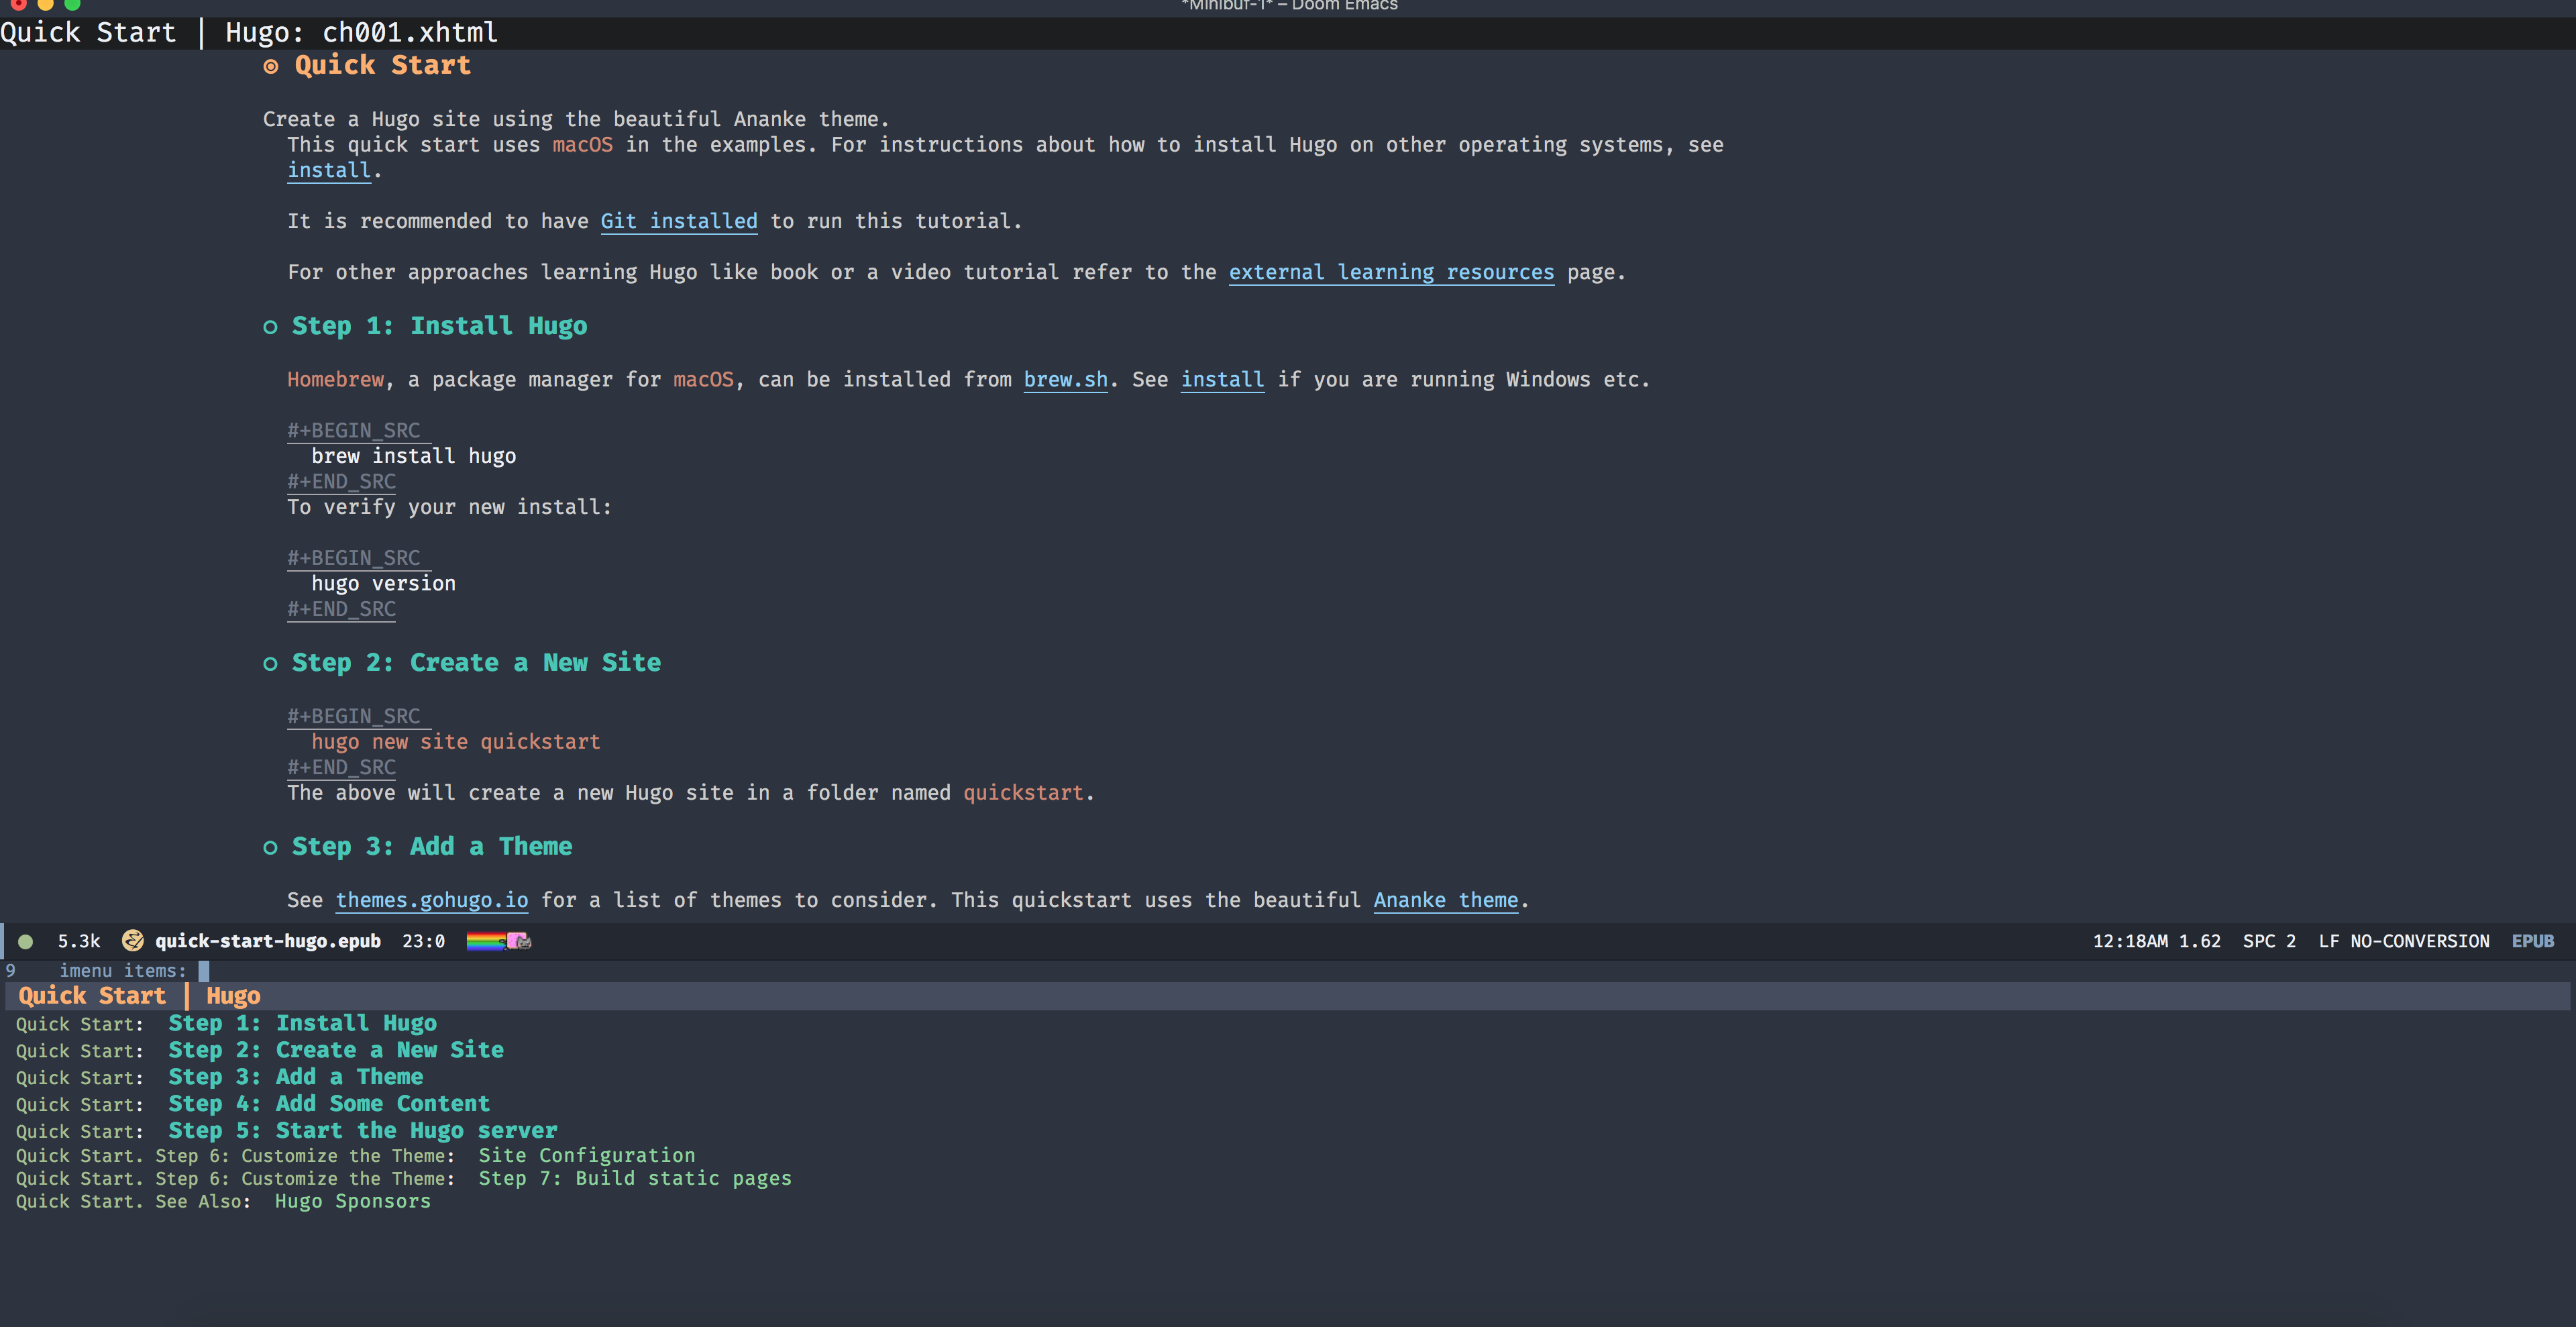 *Minibuf-1* – Doom Emacs
Quick Start | Hugo: ch001.xhtml
Quick Start
Create a Hugo site using the beautiful Ananke theme.
This quick start uses macOS in the examples. For instructions about how to install Hugo on other operating systems, see
install.
It is recommended to have Git installed to run this tutorial.
For other approaches learning Hugo like book or a video tutorial refer to the external learning resources page.
Step 1: Install Hugo
Homebrew, a package manager for macOS, can be installed from brew.sh. See install if you are running Windows etc.
#+BEGIN_SRC
brew install hugo
#+END_SRC
To verify your new install:
#+BEGIN_SRC
hugo version
#+END_SRC
Step 2: Create a New Site
#+BEGIN_SRC
hugo new site quickstart
#+END_SRC
The above will create a new Hugo site in a folder named quickstart.
Step 3: Add a Theme
See themes.gohugo.io for a list of themes to consider. This quickstart uses the beautiful Ananke theme.
5.3k quick-start-hugo.epub 23:0 12:18AM 1.62 SPC 2 LF NO-CONVERSION EPUB
9 imenu items:
Quick Start | Hugo
Quick Start: Step 1: Install Hugo
Quick Start: Step 2: Create a New Site
Quick Start: Step 3: Add a Theme
Quick Start: Step 4: Add Some Content
Quick Start: Step 5: Start the Hugo server
Quick Start. Step 6: Customize the Theme: Site Configuration
Quick Start. Step 6: Customize the Theme: Step 7: Build static pages
Quick Start. See Also: Hugo Sponsors